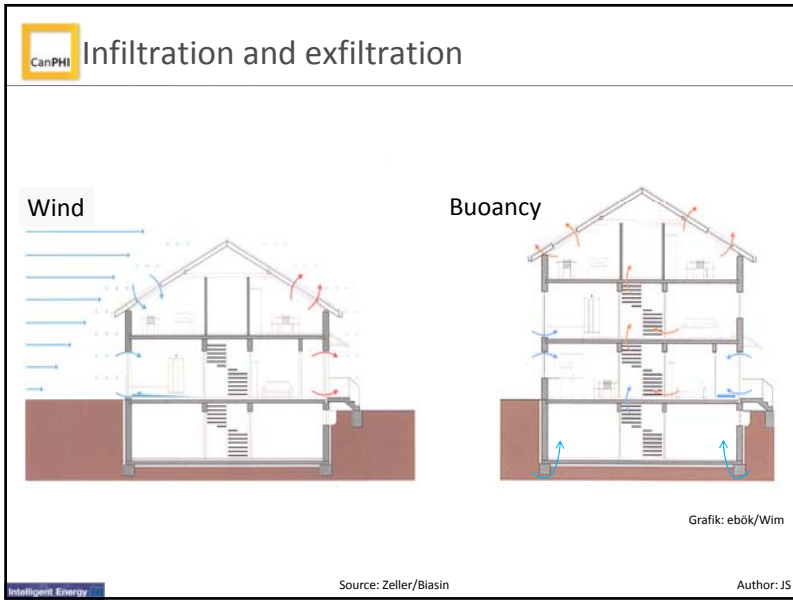 CanPHI
Infiltration and exfiltration
Wind
Buoancy
Grafik: ebök/Wim
Source: Zeller/Biasin
Author: JS
Intelligent Energy